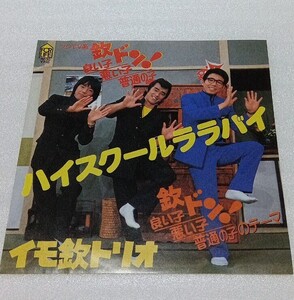 欽ドン!
良い子
悪い子
普通の子
ハイスクールララバイ
欽ドン!
良い子
悪い子
普通の子のテーマ
イモ欽トリオ